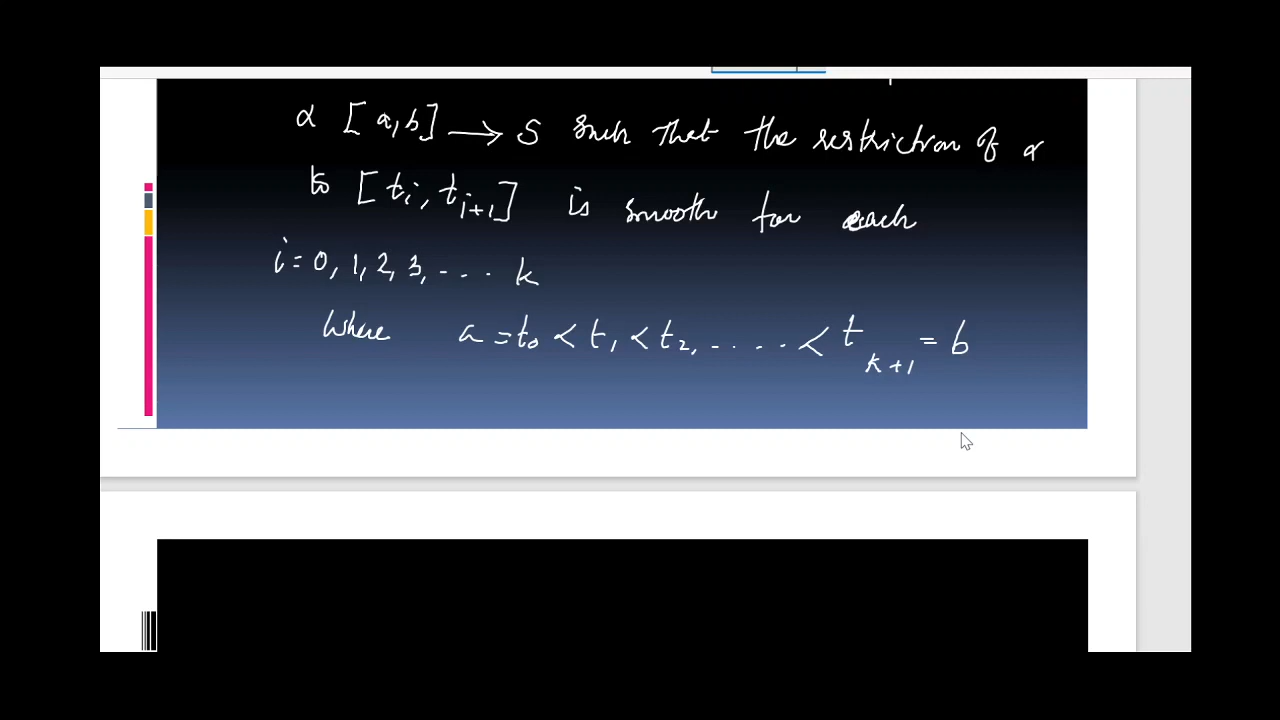 α [a, b] → S such that the restriction of α
to [tᵢ, tᵢ₊₁] is smooth for each
i = 0, 1, 2, 3, - - - k
where a = t₀ < t₁ < t₂, - - - - < tₖ₊₁ = b